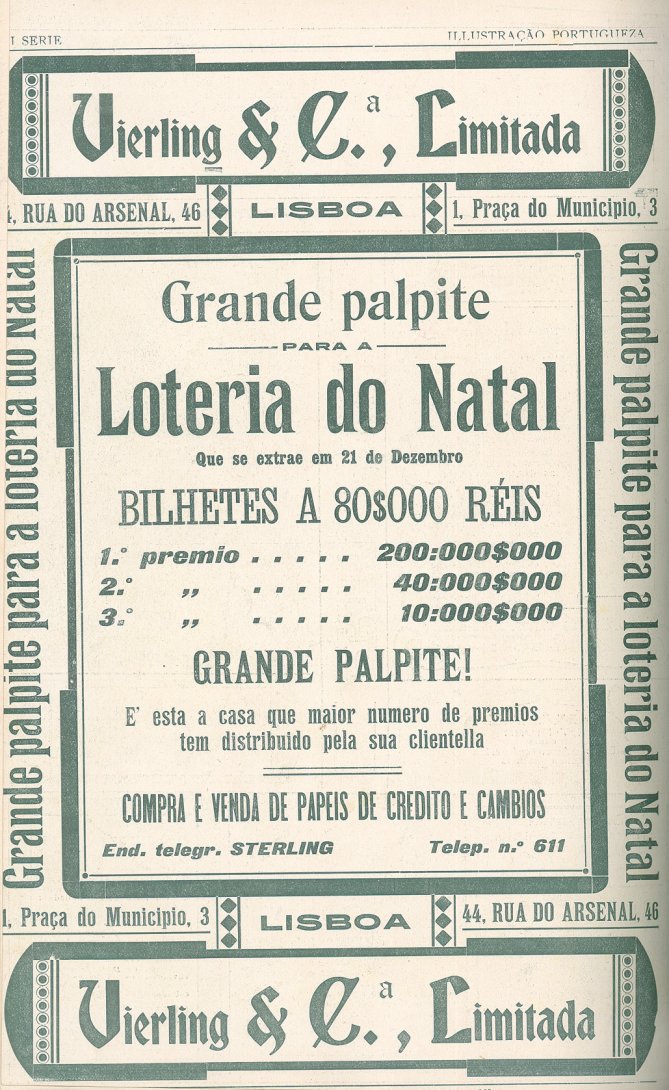 I SERIE
ILLUSTRAÇÃO PORTUGUEZA
Vierling & C.ª, Limitada
4, RUA DO ARSENAL, 46
LISBOA
1, Praça do Municipio, 3
Grande palpite para a loteria do Natal
Grande palpite
PARA A
Loteria do Natal
Que se extrae em 21 de Dezembro
BILHETES A 80$000 RÉIS
1.º premio . . . . . 200:000$000
2.º „ . . . . . 40:000$000
3.º „ . . . . . 10:000$000
GRANDE PALPITE!
E' esta a casa que maior numero de premios
tem distribuido pela sua clientella
COMPRA E VENDA DE PAPEIS DE CREDITO E CAMBIOS
End. telegr. STERLING
Telep. n.º 611
Grande palpite para a loteria do Natal
1, Praça do Municipio, 3
LISBOA
44, RUA DO ARSENAL, 46
Vierling & C.ª, Limitada